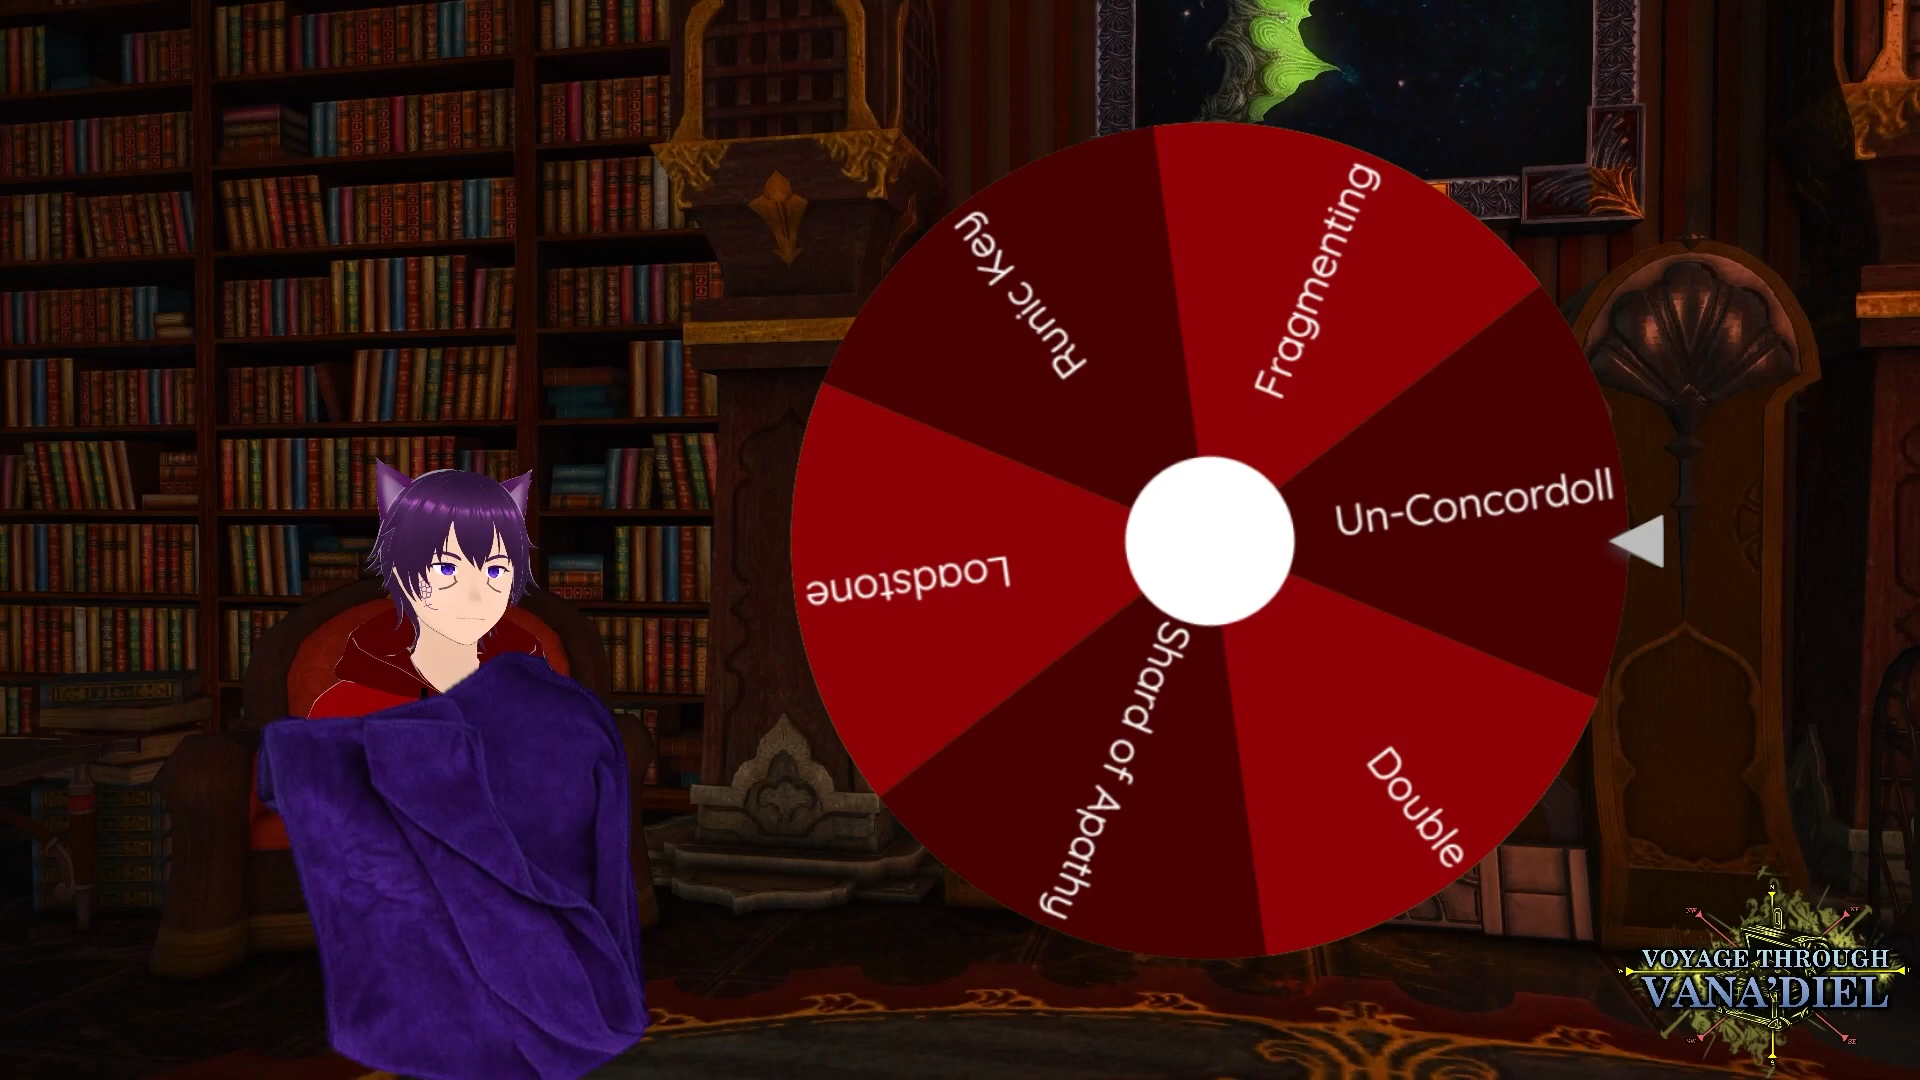 Fragmenting
Runic Key
Un-Concordoll
Loadstone
Shard of Apathy
Double
VOYAGE THROUGH
VANA'DIEL